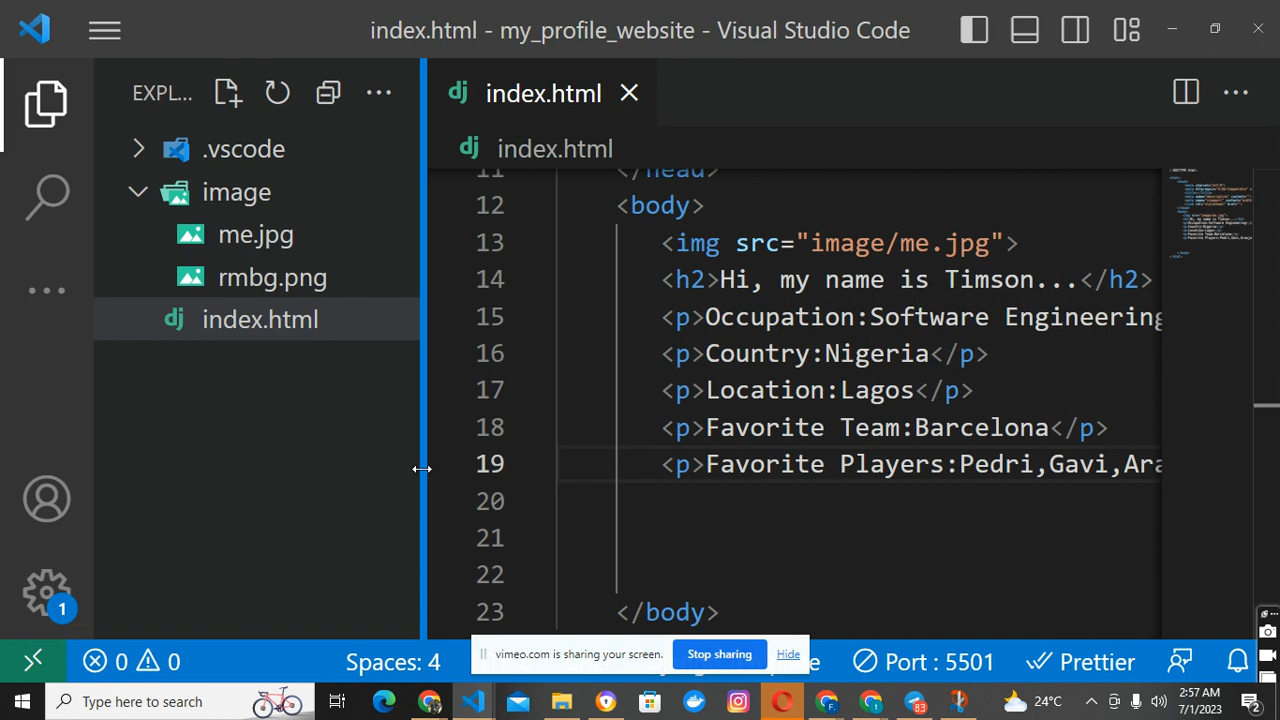 index.html - my_profile_website - Visual Studio Code
EXPL...
.vscode
image
me.jpg
rmbg.png
index.html
index.html
index.html
11 </head>
12 <body>
13 <img src="image/me.jpg">
14 <h2>Hi, my name is Timson...</h2>
15 <p>Occupation:Software Engineering
16 <p>Country:Nigeria</p>
17 <p>Location:Lagos</p>
18 <p>Favorite Team:Barcelona</p>
19 <p>Favorite Players:Pedri,Gavi,Ara
20
21
22
23 </body>
1
0 0
Spaces: 4
Port : 5501
Prettier
vimeo.com is sharing your screen.
Stop sharing
Hide
Type here to search
83
24°C
2:57 AM
7/1/2023
2